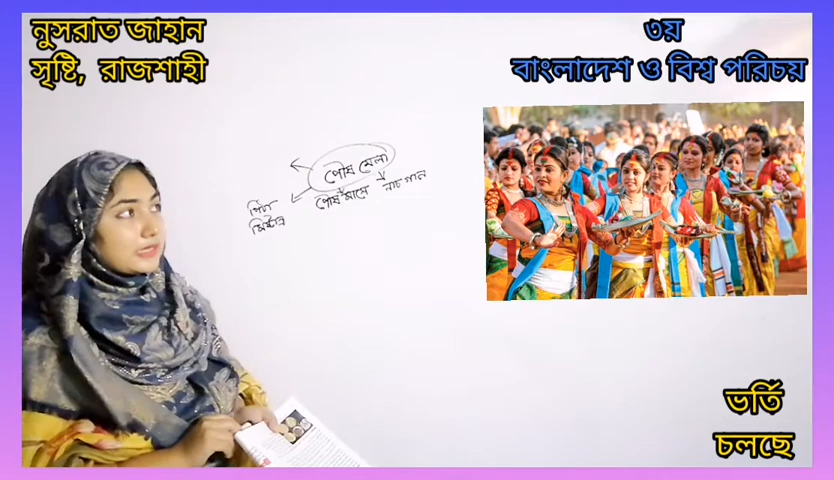 নুসরাত জাহান
সৃষ্টি, রাজশাহী
৩য়
বাংলাদেশ ও বিশ্ব পরিচয়
পৌষ মেলা
পৌষ মাসে নাচ গান
পিঠা
মিষ্টান্ন
ভর্তি
চলছে